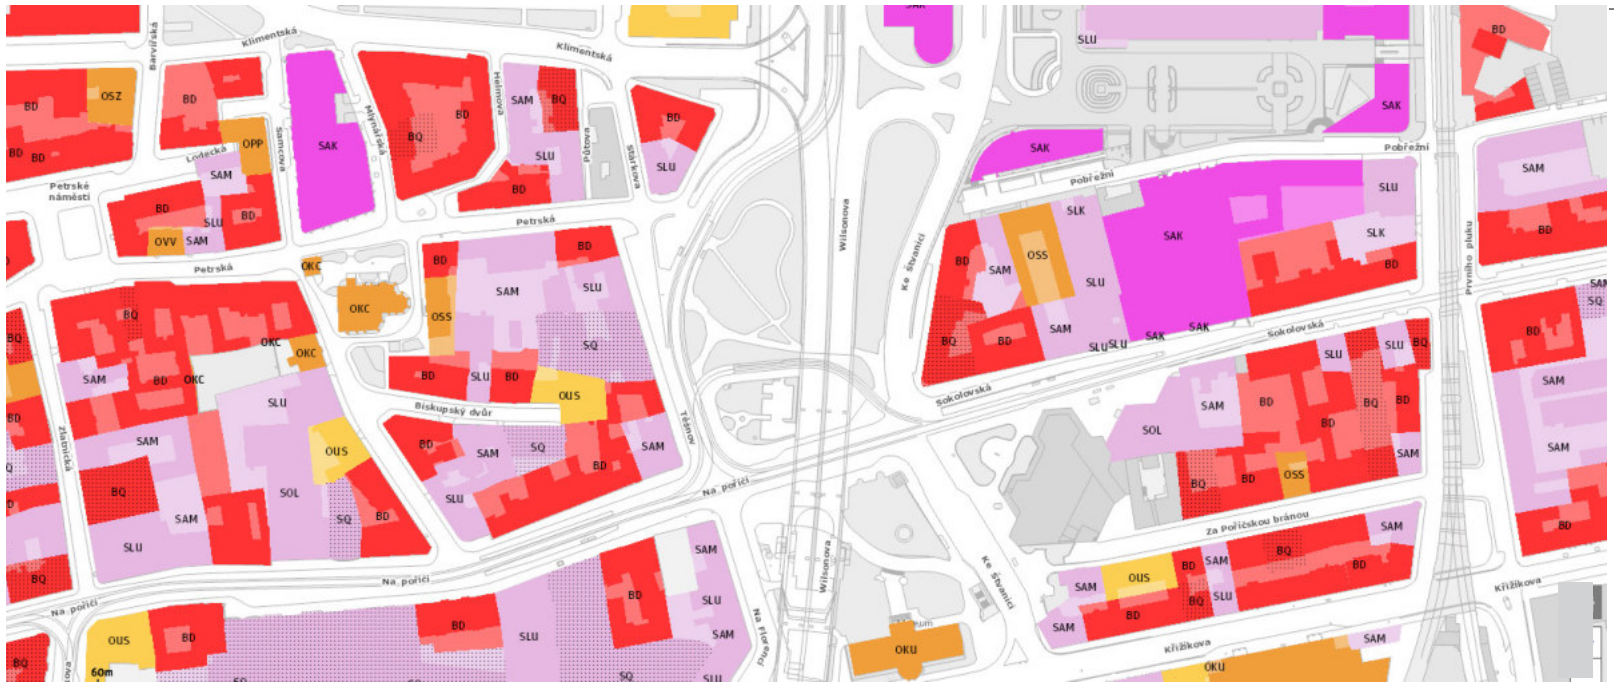 SAK
SLU
BD
Klimentská
Klimentská
Barvířská
BD
OSZ
BD
BD
BD
Lodecká
OPP
SAM
Samcova
SAK
Mlynářská
BQ
BD
Helmova
SAM
BQ
SLU
BD
Půtova
Stárkova
BD
SLU
Petrské
náměstí
BD
SLU
BD
OVV
SAM
Petrská
Petrská
Wilsonova
Ke Štvanici
SAK
SAK
Pobřežní
Pobřežní
SAM
BD
Prvního pluku
SLK
SLU
SAK
SLK
BD
BD
SAM
OSS
SLU
SAM
BQ
BD
SLU
SLU
SAK
SAK
Sokolovská
Sokolovská
OKC
OKC
BD
SAM
BD
SLU
OSS
SQ
BD
SLU
BD
OUS
Biskupský dvůr
Těšnov
BQ
BQ
OKC
OKC
OKC
SAM
BD
SLU
BD
Zlatnická
SAM
OUS
BD
SAM
SQ
SAM
BD
SLU
BQ
SOL
SAM
SQ
BD
SLU
BQ
Na poříčí
Na poříčí
Na poříčí
SAM
SQ
BD
SAM
SAM
SLU
SLU
BQ
SAM
BD
BQ
BD
BD
SOL
SAM
BQ
BD
OSS
BD
Za Poříčskou bránou
SAM
BQ
BD
SAM
OUS
BD
SAM
BQ
SLU
BD
SAM
Křižíkova
Křižíkova
Ke Štvanici
Wilsonova
Na Florenci
OUS
BD
BQ
60m
BD
SLU
BD
SAM
SLU
SAM
SLU
SQ
SQ
OKU
OKU
SAM